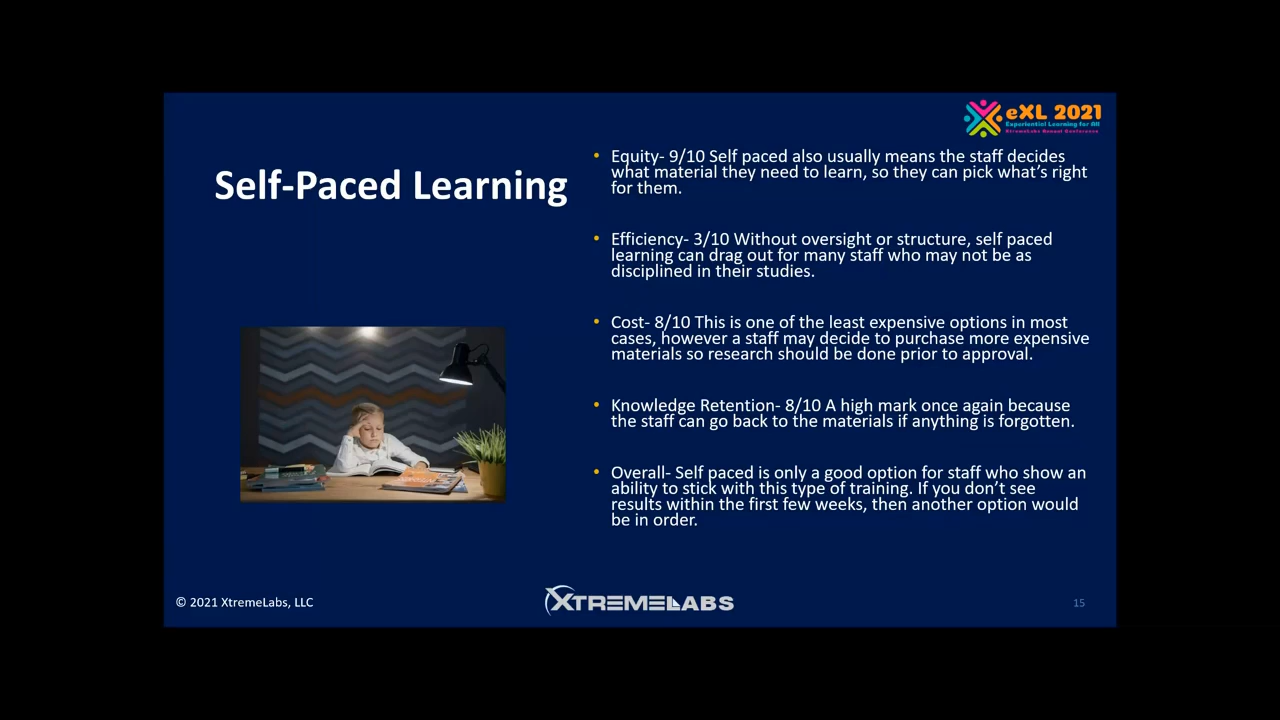 eXL 2021
Experiential Learning for All
XtremeLabs Annual Conference
Self-Paced Learning
• Equity- 9/10 Self paced also usually means the staff decides
what material they need to learn, so they can pick what’s right
for them.
• Efficiency- 3/10 Without oversight or structure, self paced
learning can drag out for many staff who may not be as
disciplined in their studies.
• Cost- 8/10 This is one of the least expensive options in most
cases, however a staff may decide to purchase more expensive
materials so research should be done prior to approval.
• Knowledge Retention- 8/10 A high mark once again because
the staff can go back to the materials if anything is forgotten.
• Overall- Self paced is only a good option for staff who show an
ability to stick with this type of training. If you don’t see
results within the first few weeks, then another option would
be in order.
© 2021 XtremeLabs, LLC
XTREMELABS
15